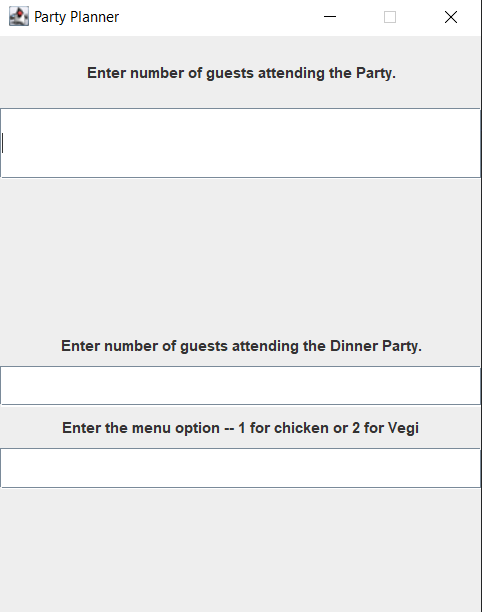 Party Planner
Enter number of guests attending the Party.
Enter number of guests attending the Dinner Party.
Enter the menu option -- 1 for chicken or 2 for Vegi